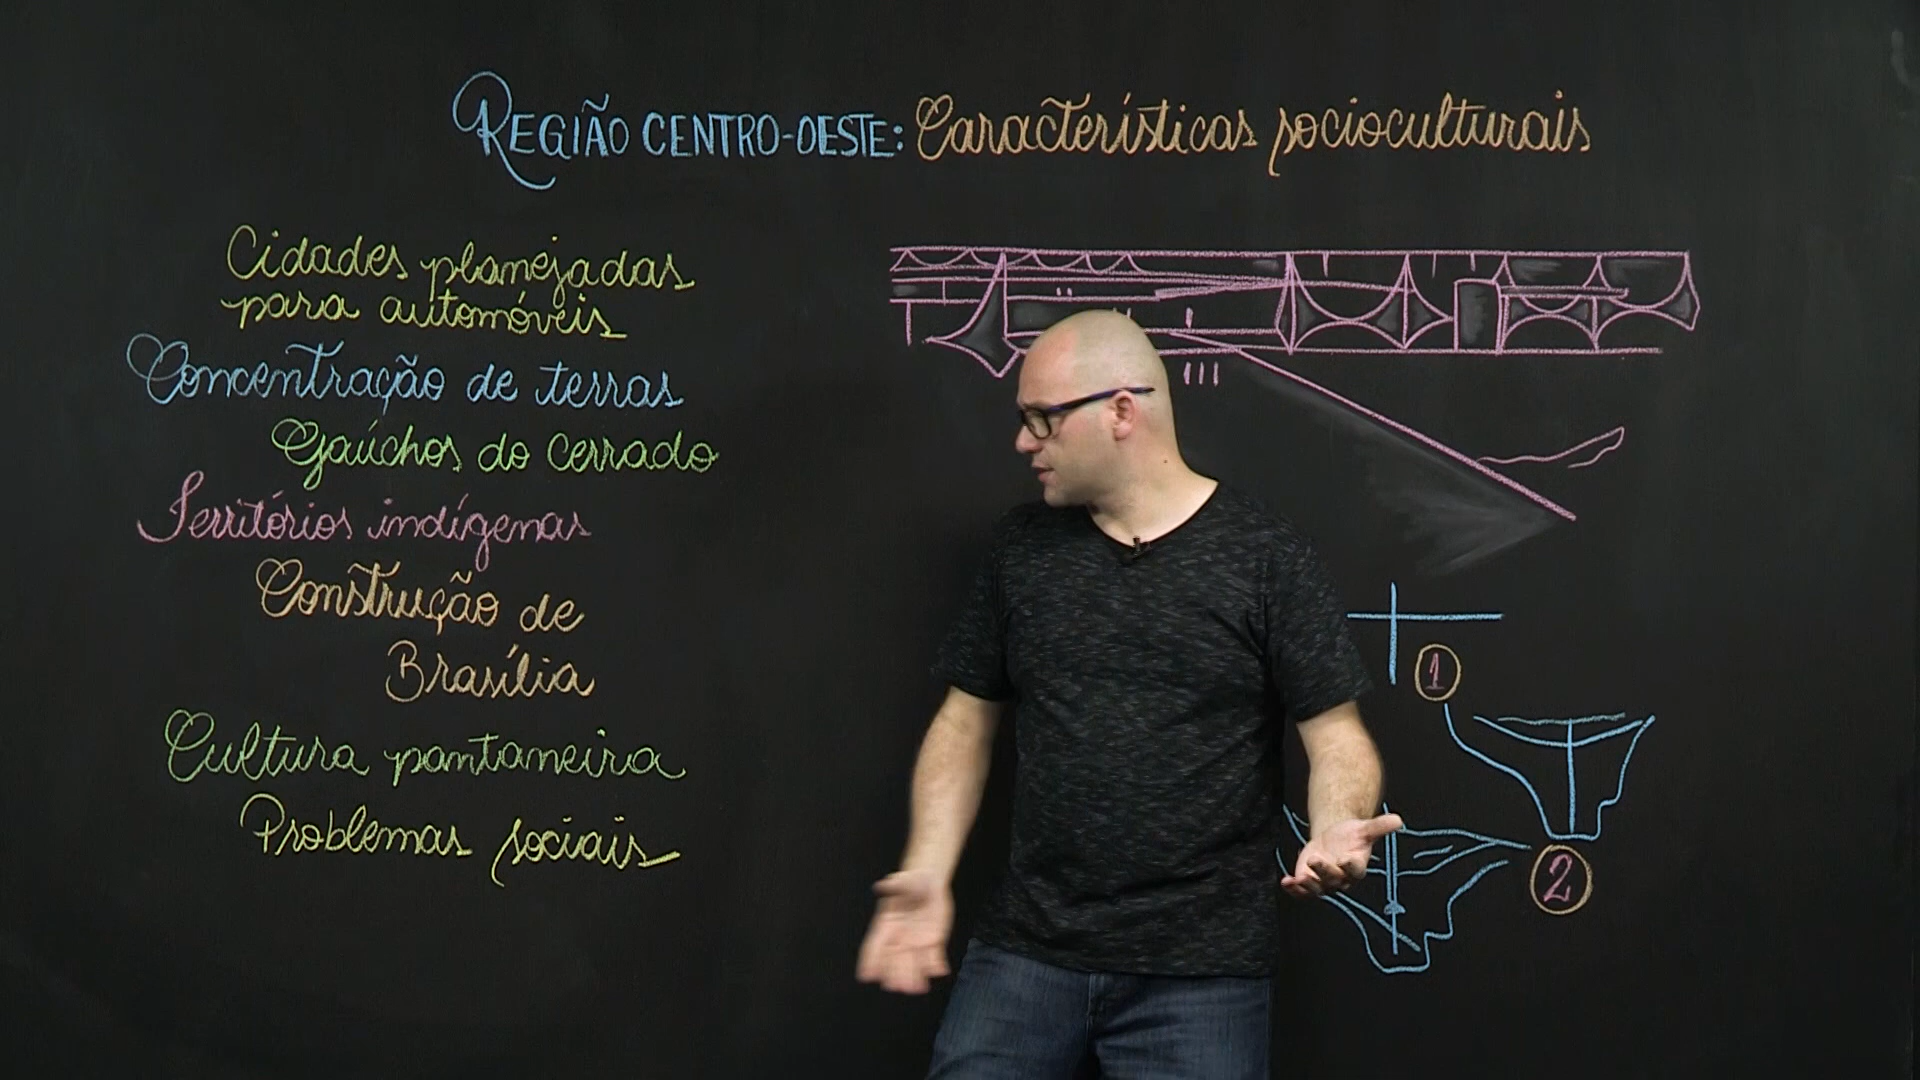 REGIÃO CENTRO-OESTE: Características socioculturais
Cidades planejadas
para automóveis
Concentração de terras
Gaúchos do cerrado
Territórios indígenas
Construção de
Brasília
Cultura pantaneira
Problemas sociais
1
2